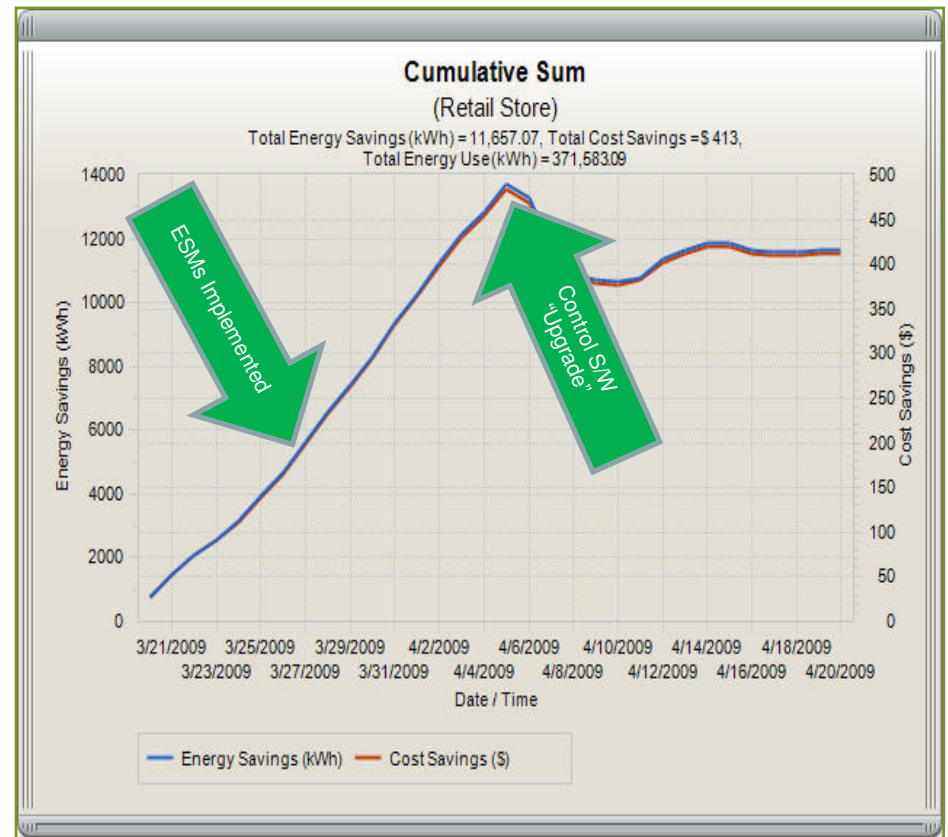 Cumulative Sum
(Retail Store)
Total Energy Savings (kWh) = 11,657.07, Total Cost Savings = $ 413,
Total Energy Use (kWh) = 371,583.09
14000
12000
10000
8000
6000
4000
2000
0
Energy Savings (kWh)
ESMs Implemented
Control S/W
“Upgrade”
500
450
400
350
300
250
200
150
100
50
0
Cost Savings ($)
3/21/2009 3/25/2009 3/29/2009 4/2/2009 4/6/2009 4/10/2009 4/14/2009 4/18/2009
3/23/2009 3/27/2009 3/31/2009 4/4/2009 4/8/2009 4/12/2009 4/16/2009 4/20/2009
Date / Time
Energy Savings (kWh) Cost Savings ($)